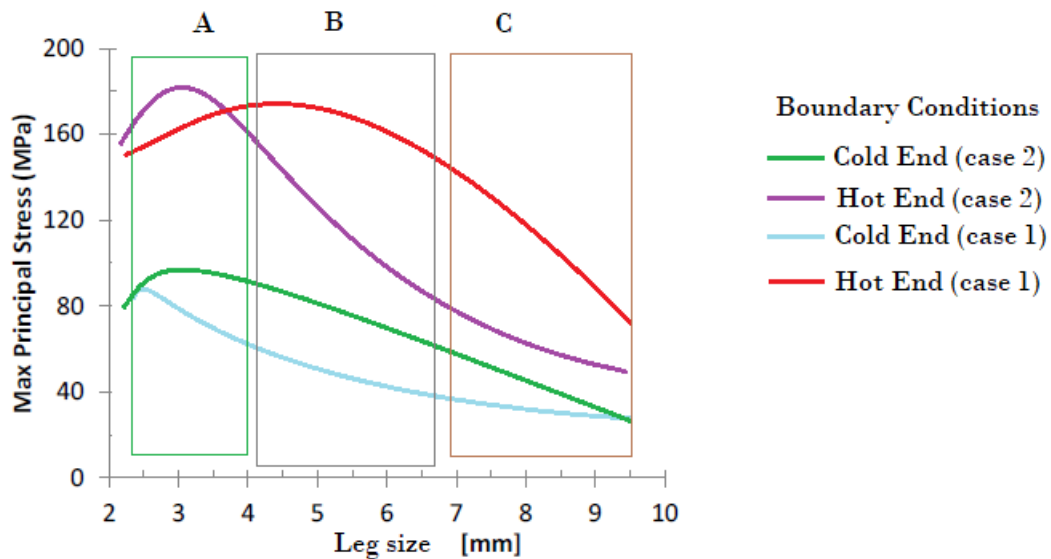 A B C
200
160
120
80
40
0
Max Principal Stress (MPa)
2 3 4 5 6 7 8 9 10
Leg size [mm]
Boundary Conditions
Cold End (case 2)
Hot End (case 2)
Cold End (case 1)
Hot End (case 1)